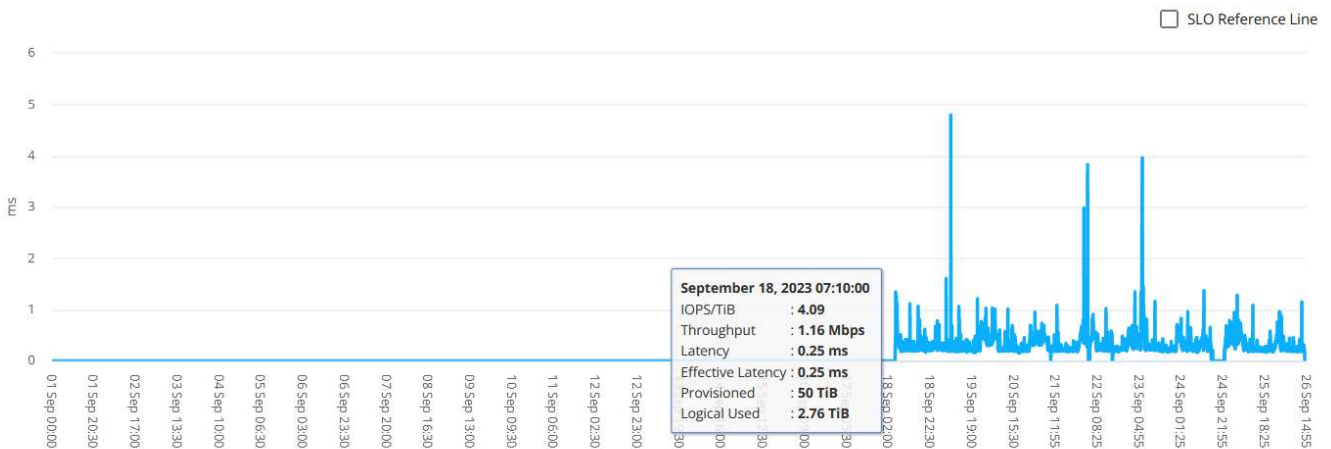 SLO Reference Line
6
5
4
3
2
1
0
ms
September 18, 2023 07:10:00
IOPS/TiB : 4.09
Throughput : 1.16 Mbps
Latency : 0.25 ms
Effective Latency : 0.25 ms
Provisioned : 50 TiB
Logical Used : 2.76 TiB
01 Sep 00:00
01 Sep 20:30
02 Sep 17:00
03 Sep 13:30
04 Sep 10:00
05 Sep 06:30
06 Sep 03:00
06 Sep 23:30
07 Sep 20:00
08 Sep 16:30
09 Sep 13:00
10 Sep 09:30
11 Sep 06:00
12 Sep 02:30
12 Sep 23:00
18 Sep 02:00
18 Sep 22:30
19 Sep 19:00
20 Sep 15:30
21 Sep 11:55
22 Sep 08:25
23 Sep 04:55
24 Sep 01:25
24 Sep 21:55
25 Sep 18:25
26 Sep 14:55